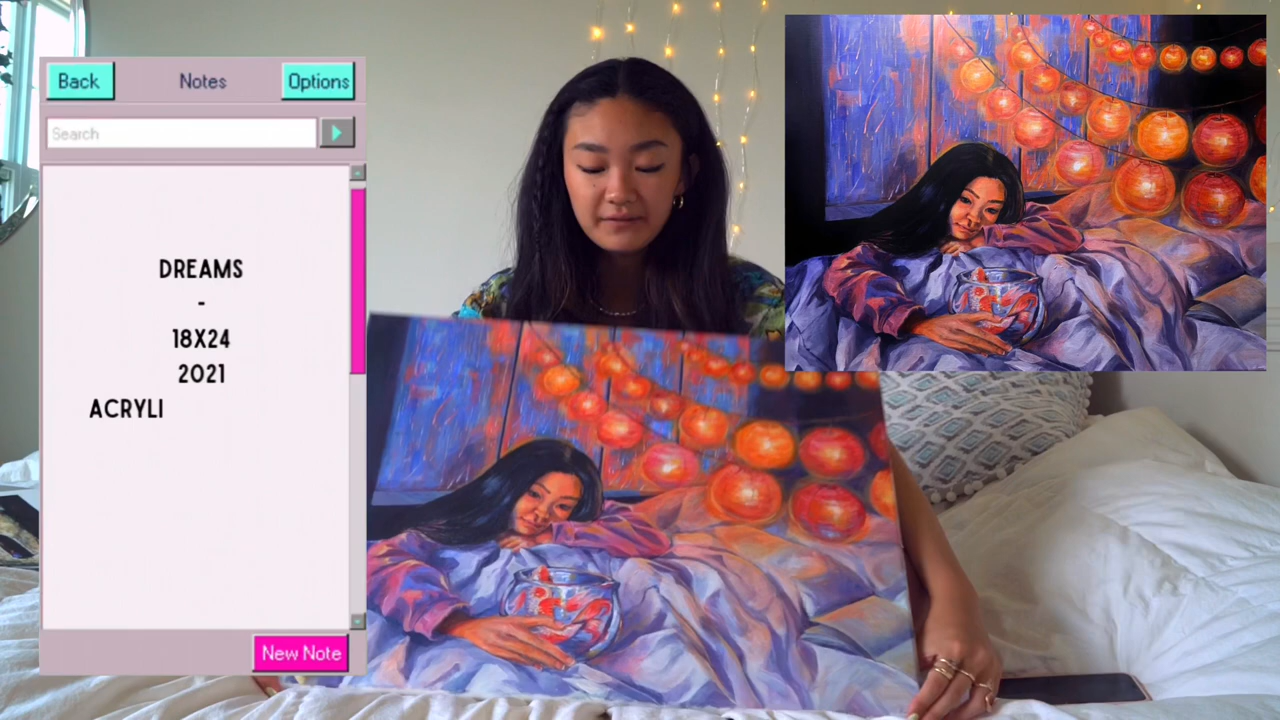 Back
Notes
Options
Search
DREAMS
-
18X24
2021
ACRYLI
New Note